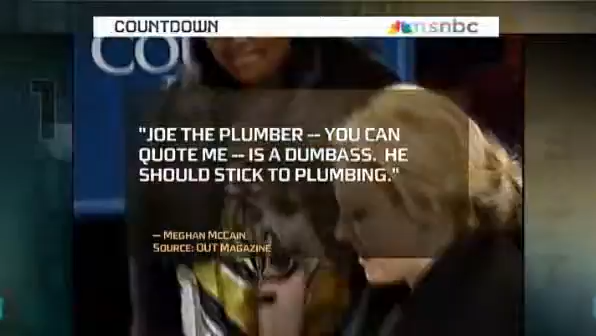 COUNTDOWN
msnbc
"JOE THE PLUMBER -- YOU CAN
QUOTE ME -- IS A DUMBASS. HE
SHOULD STICK TO PLUMBING."
— MEGHAN MCCAIN
SOURCE: OUT MAGAZINE